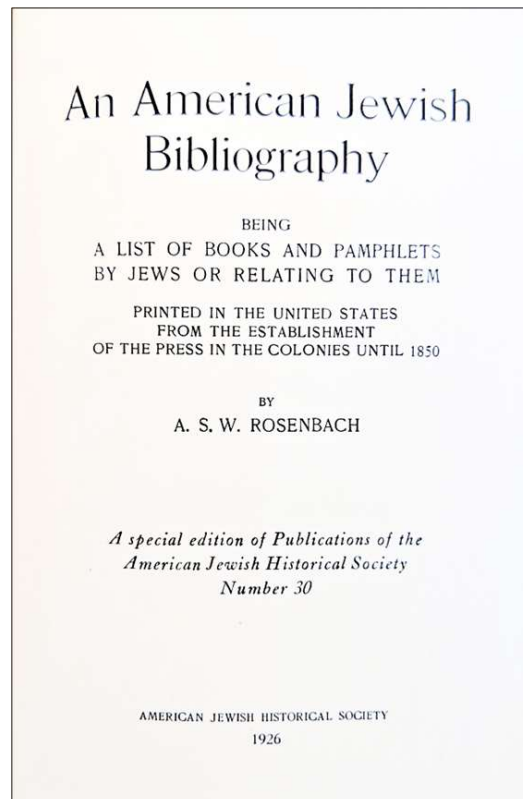 An American Jewish
Bibliography
BEING
A LIST OF BOOKS AND PAMPHLETS
BY JEWS OR RELATING TO THEM
PRINTED IN THE UNITED STATES
FROM THE ESTABLISHMENT
OF THE PRESS IN THE COLONIES UNTIL 1850
BY
A. S. W. ROSENBACH
A special edition of Publications of the
American Jewish Historical Society
Number 30
AMERICAN JEWISH HISTORICAL SOCIETY
1926